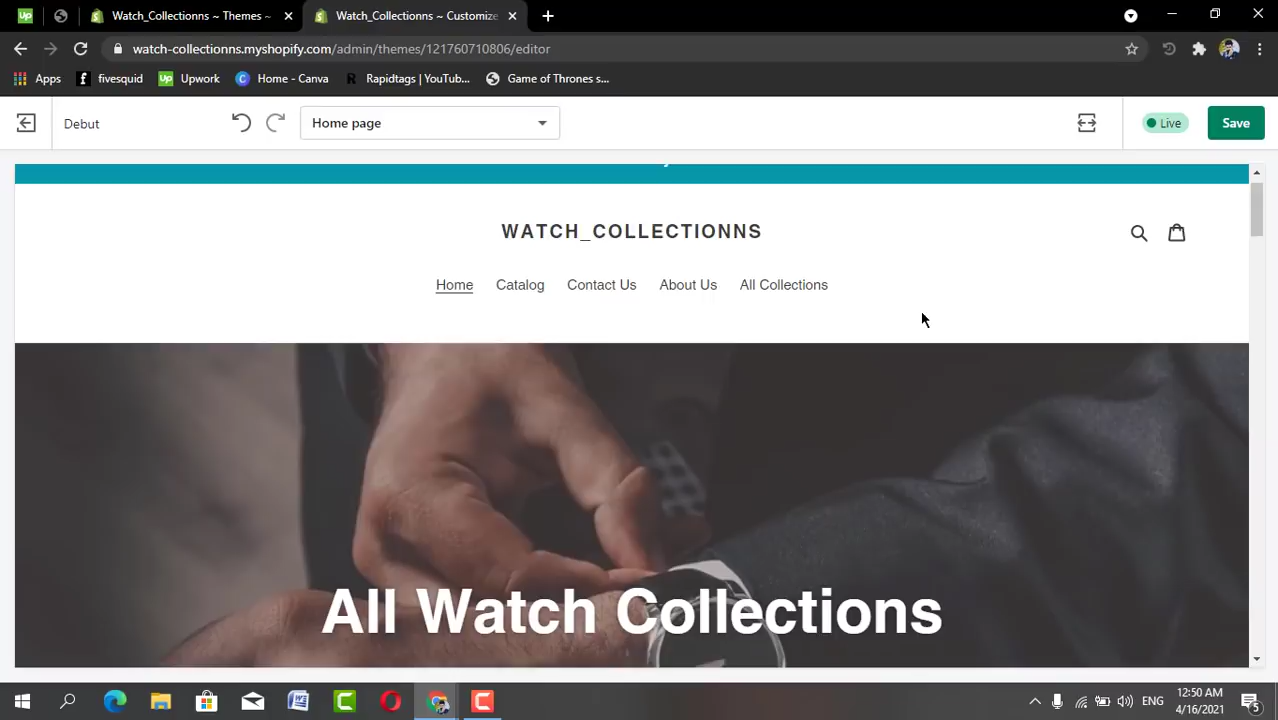 Watch_Collectionns ~ Themes ~
Watch_Collectionns ~ Customize
watch-collectionns.myshopify.com/admin/themes/121760710806/editor
Apps fivesquid Up Upwork Home - Canva Rapidtags | YouTub... Game of Thrones s...
Debut
Home page
Live
Save
WATCH_COLLECTIONNS
Home Catalog Contact Us About Us All Collections
All Watch Collections
ENG
12:50 AM
4/16/2021
5